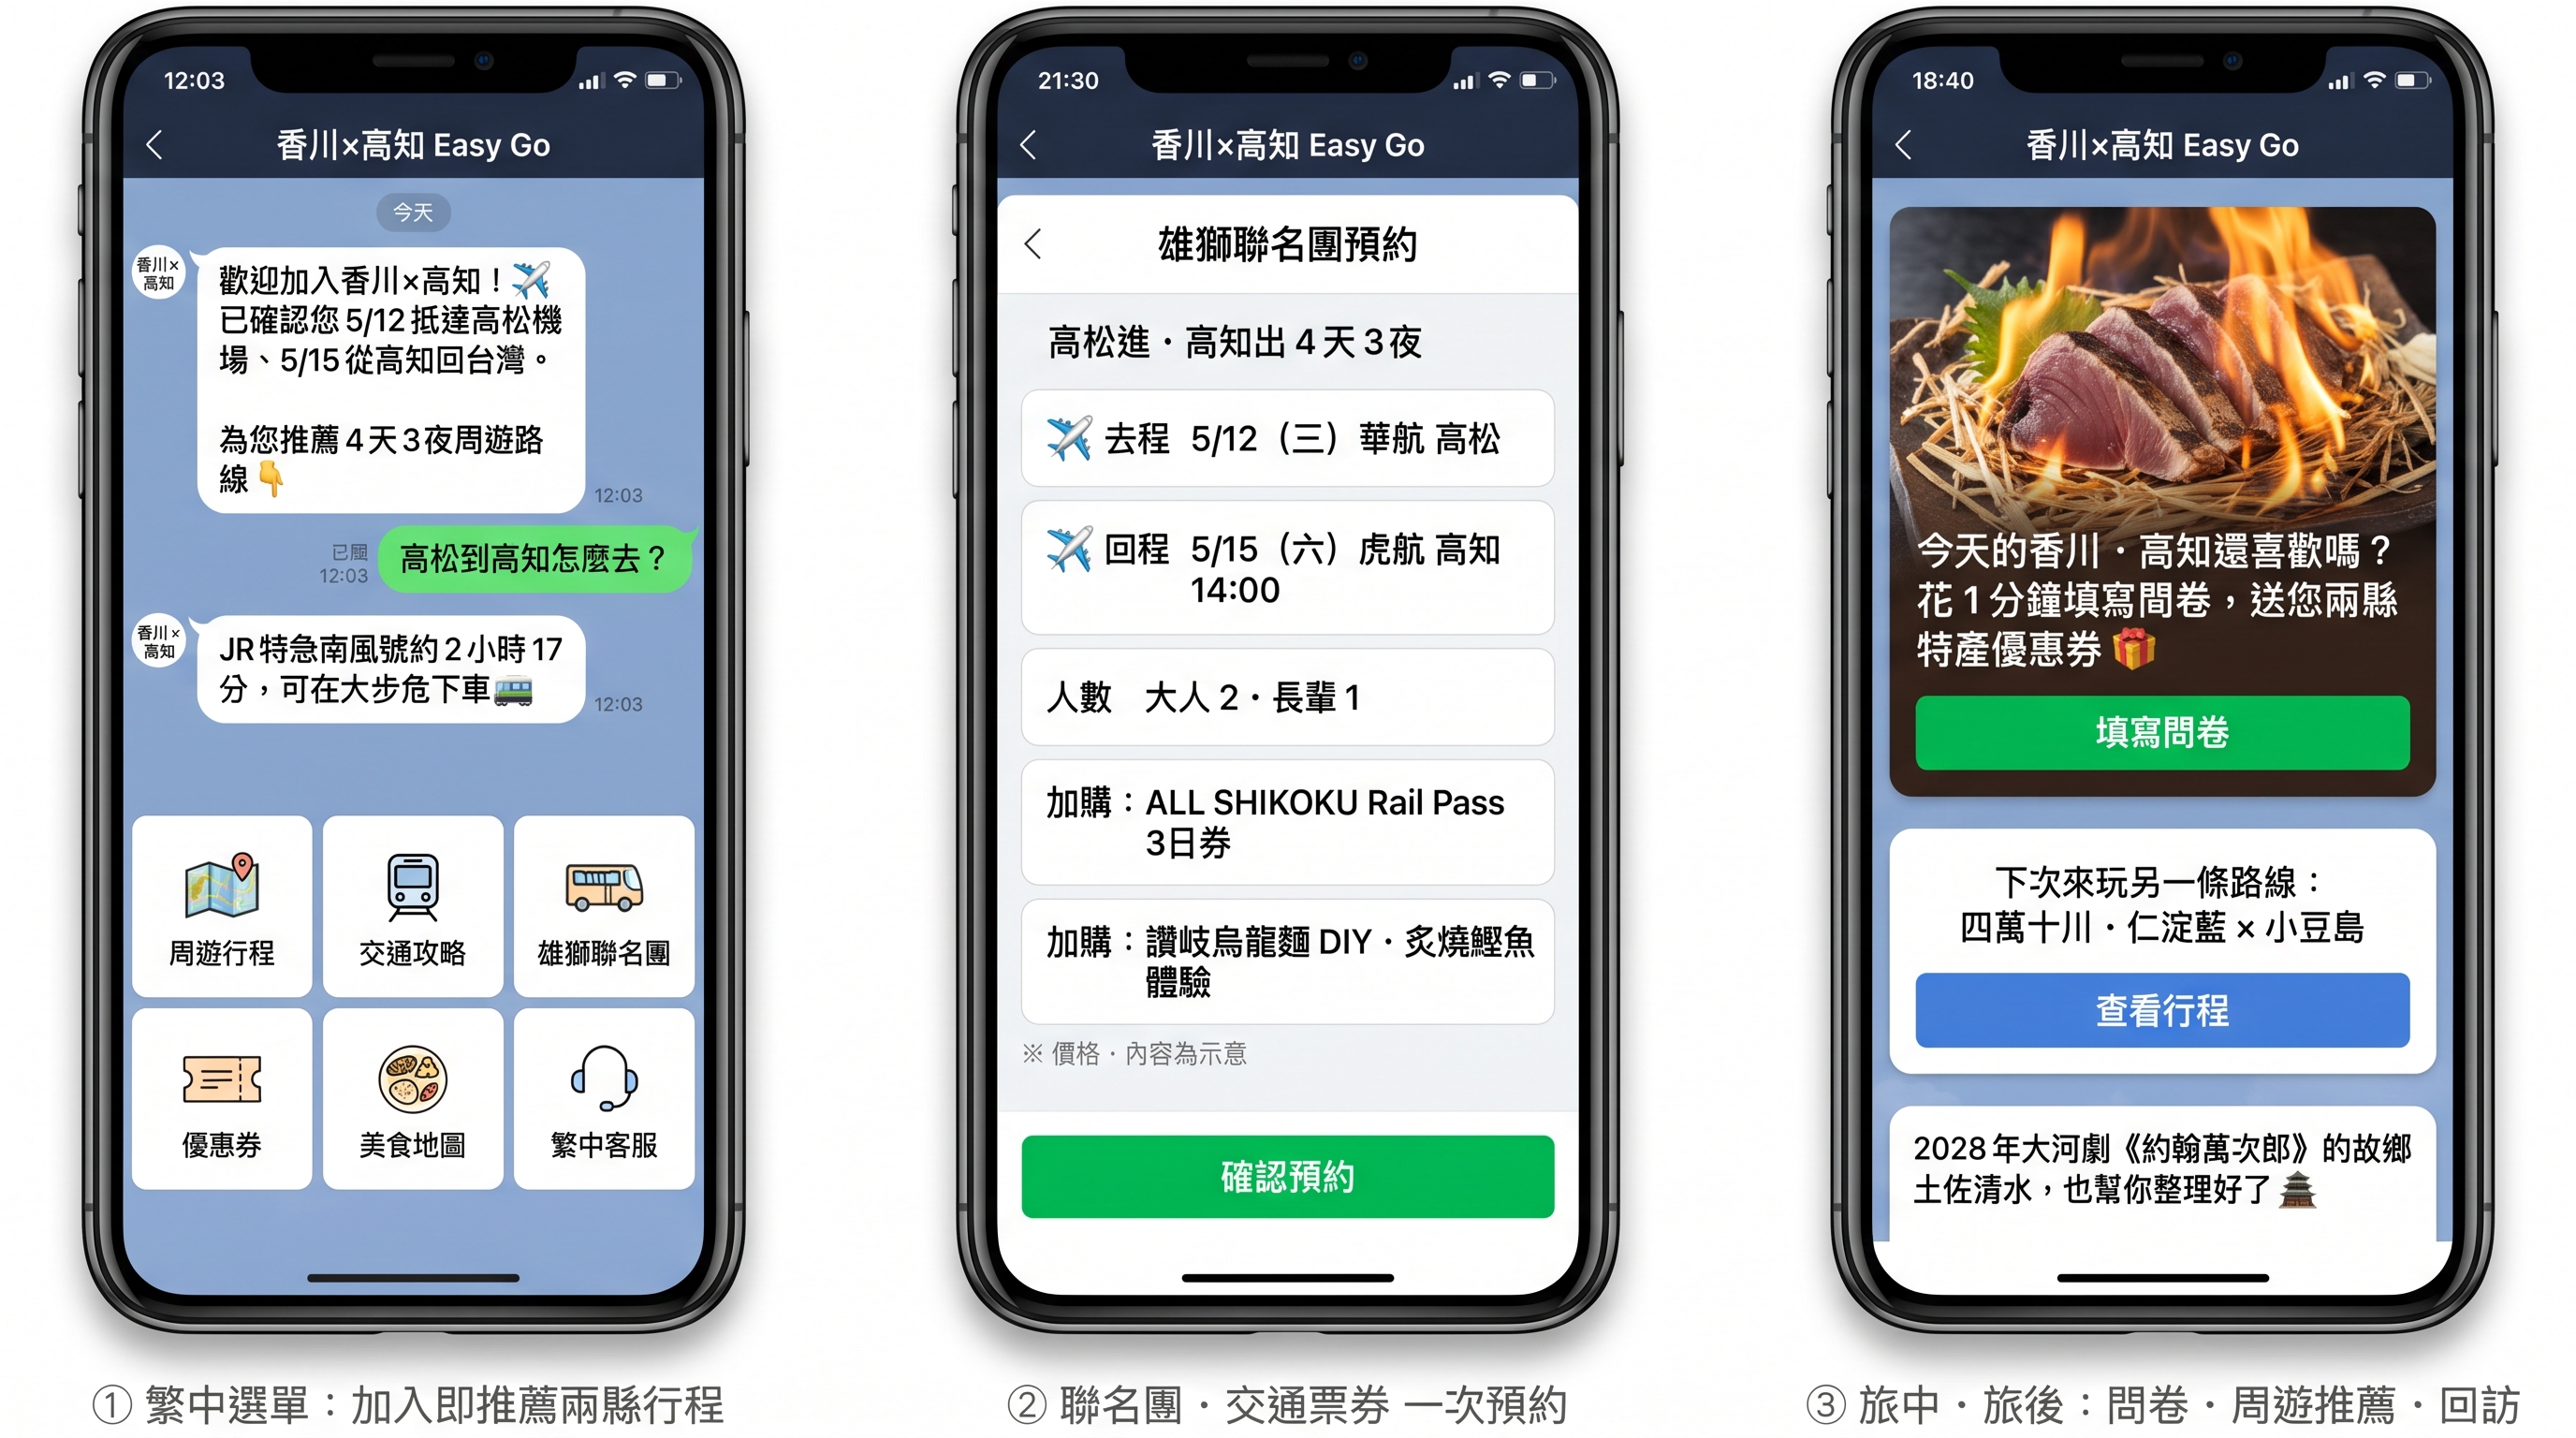 12:03
香川×高知 Easy Go
今天
香川×
高知
歡迎加入香川×高知！✈️
已確認您 5/12 抵達高松機
場、5/15 從高知回台灣。
為您推薦 4 天 3 夜周遊路
線👇
12:03
12:03
高松到高知怎麼去？
香川×
高知
JR 特急南風號約 2 小時 17
分，可在大步危下車🚃
12:03
周遊行程
交通攻略
雄獅聯名團
優惠券
美食地圖
繁中客服
① 繁中選單：加入即推薦兩縣行程
21:30
香川×高知 Easy Go
雄獅聯名團預約
高松進・高知出 4 天 3 夜
✈️ 去程 5/12（三）華航 高松
✈️ 回程 5/15（六）虎航 高知
14:00
人數 大人 2・長輩 1
加購：ALL SHIKOKU Rail Pass
3日券
加購：讚岐烏龍麵 DIY・炙燒鰹魚
體驗
※ 價格・內容為示意
確認預約
② 聯名團・交通票券 一次預約
18:40
香川×高知 Easy Go
今天的香川・高知還喜歡嗎？
花 1 分鐘填寫問卷，送您兩縣
特產優惠券 🎁
填寫問卷
下次來玩另一條路線：
四萬十川・仁淀藍 × 小豆島
查看行程
2028 年大河劇《約翰萬次郎》的故鄉
土佐清水，也幫你整理好了 🏯
③ 旅中・旅後：問卷・周遊推薦・回訪